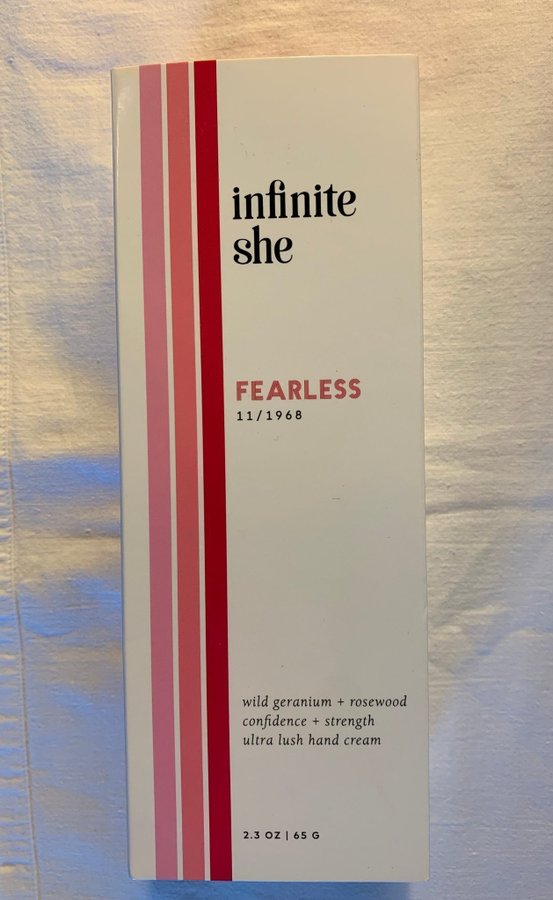 infinite
she
FEARLESS
11/1968
wild geranium + rosewood
confidence + strength
ultra lush hand cream
2.3 OZ | 65 G